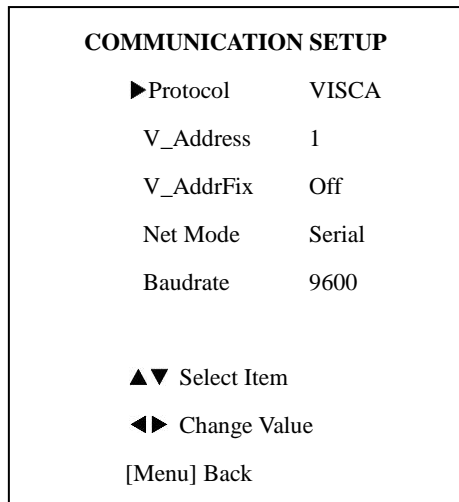 COMMUNICATION SETUP
▶Protocol VISCA
V_Address 1
V_AddrFix Off
Net Mode Serial
Baudrate 9600
▲▼ Select Item
◀▶ Change Value
[Menu] Back